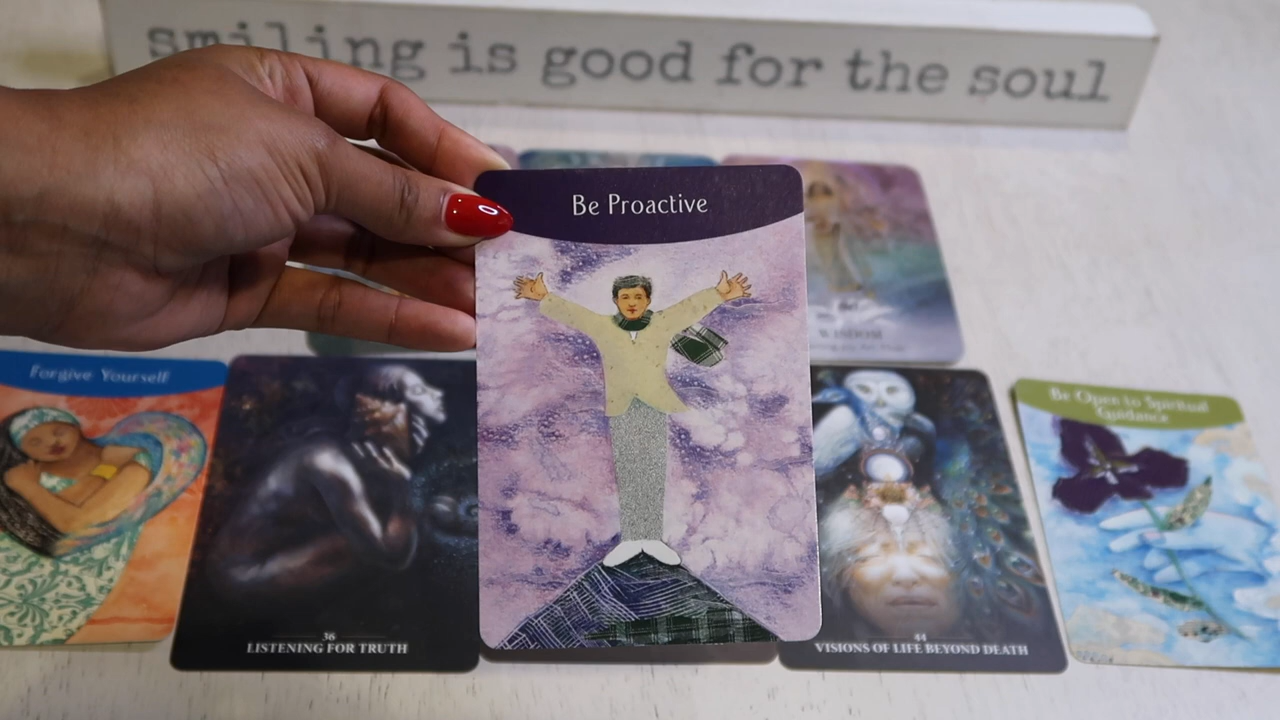 smiling is good for the soul
Be Proactive
WISDOM
Forgive Yourself
Be Open to Spiritual
Guidance
36
LISTENING FOR TRUTH
44
VISIONS OF LIFE BEYOND DEATH